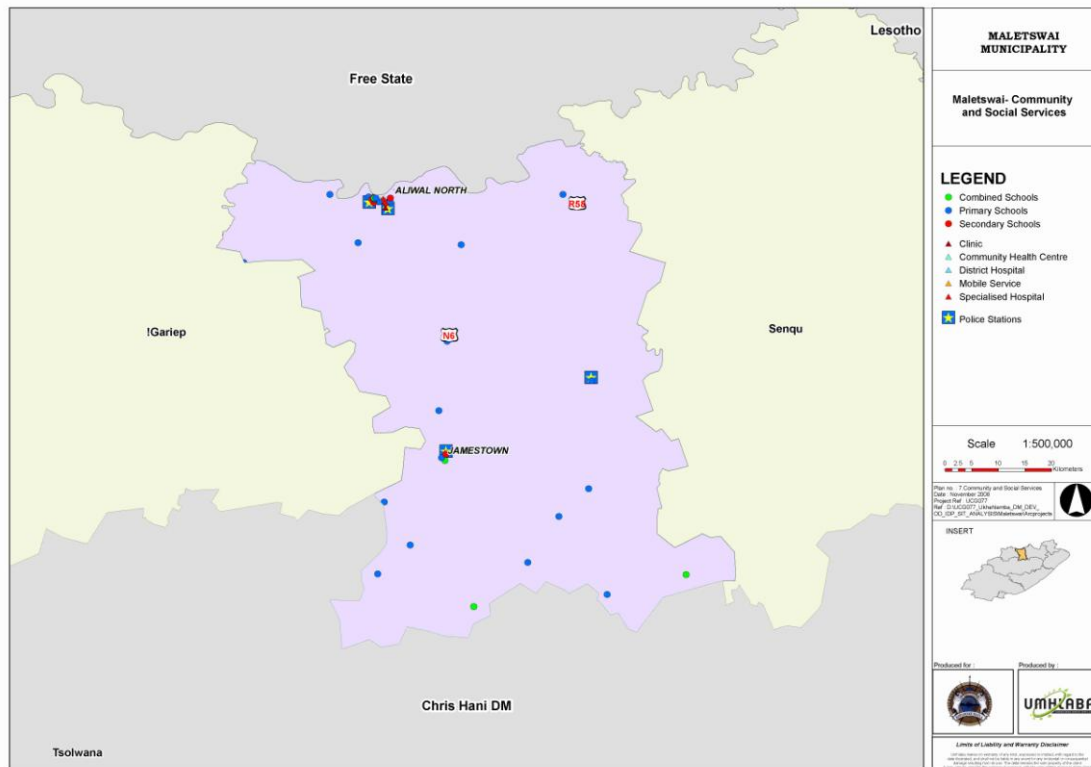 Lesotho
Free State
ALIWAL NORTH
R58
!Gariep
N6
Senqu
JAMESTOWN
Chris Hani DM
Tsolwana
MALETSWAI
MUNICIPALITY
Maletswai- Community
and Social Services
LEGEND
Combined Schools
Primary Schools
Secondary Schools
Clinic
Community Health Centre
District Hospital
Mobile Service
Specialised Hospital
Police Stations
Scale 1:500,000
0 2.5 5 10 15 20
Kilometers
Plan no : 7.Community and Social Services
Date : November 2008
Project Ref : UCG077
INSERT
Produced for :
Produced by :
UMHLABA
Limits of Liability and Warranty Disclaimer